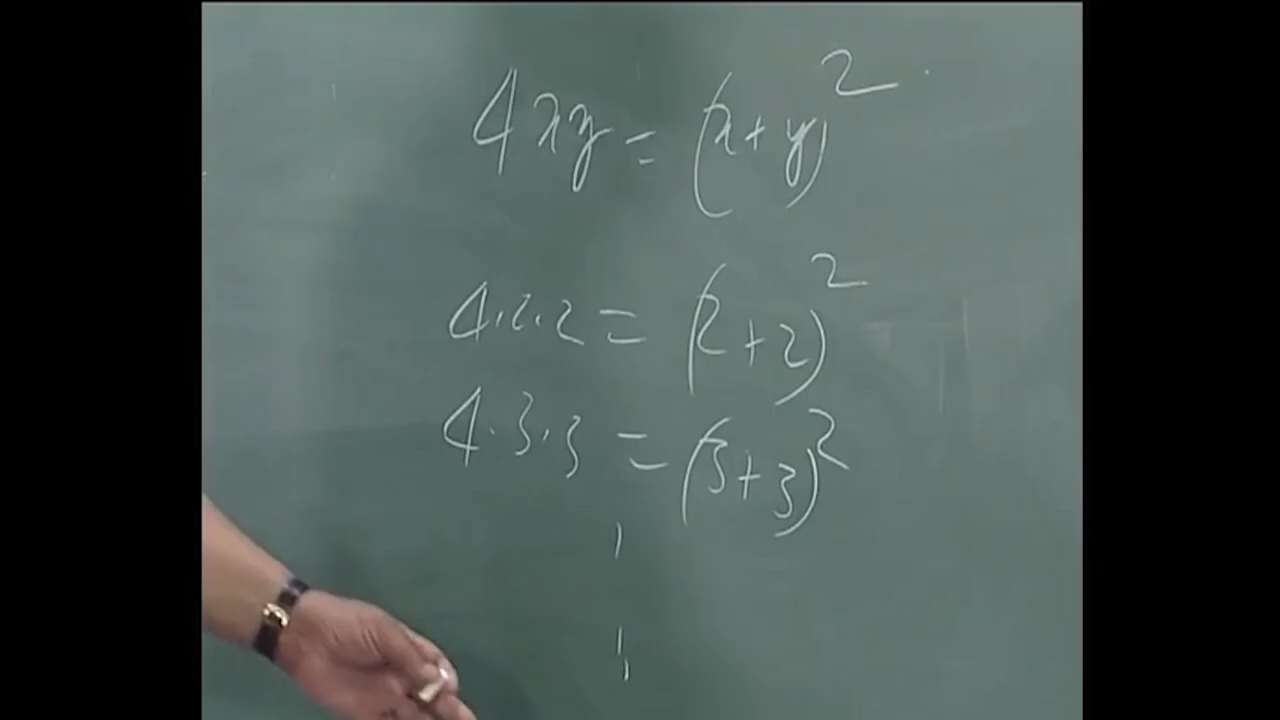 4xy = (x+y)²
4.2.2 = (2+2)²
4.3.3 = (3+3)²